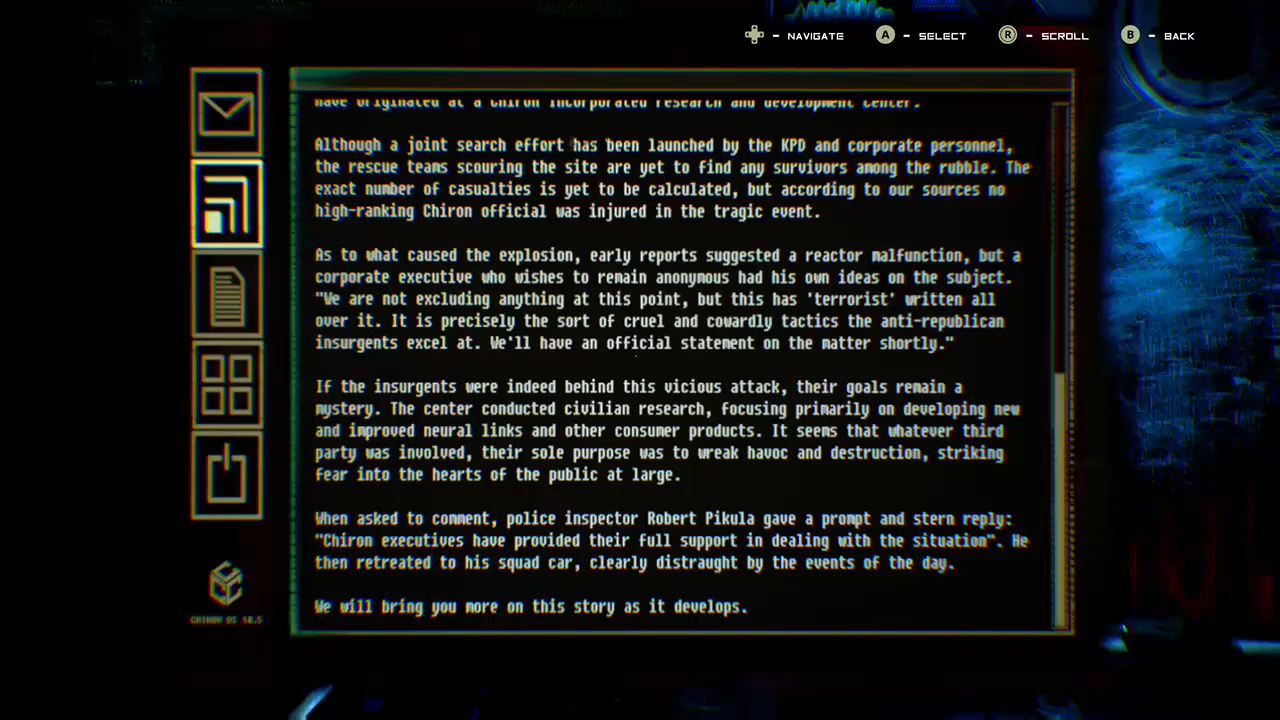 NAVIGATE
A - SELECT
R - SCROLL
B - BACK
have originated at a Chiron Incorporated research and development center.
Although a joint search effort has been launched by the KPD and corporate personnel,
the rescue teams scouring the site are yet to find any survivors among the rubble. The
exact number of casualties is yet to be calculated, but according to our sources no
high-ranking Chiron official was injured in the tragic event.
As to what caused the explosion, early reports suggested a reactor malfunction, but a
corporate executive who wishes to remain anonymous had his own ideas on the subject.
"We are not excluding anything at this point, but this has 'terrorist' written all
over it. It is precisely the sort of cruel and cowardly tactics the anti-republican
insurgents excel at. We'll have an official statement on the matter shortly."
If the insurgents were indeed behind this vicious attack, their goals remain a
mystery. The center conducted civilian research, focusing primarily on developing new
and improved neural links and other consumer products. It seems that whatever third
party was involved, their sole purpose was to wreak havoc and destruction, striking
fear into the hearts of the public at large.
When asked to comment, police inspector Robert Pikula gave a prompt and stern reply:
"Chiron executives have provided their full support in dealing with the situation". He
then retreated to his squad car, clearly distraught by the events of the day.
We will bring you more on this story as it develops.
CHIRON OS